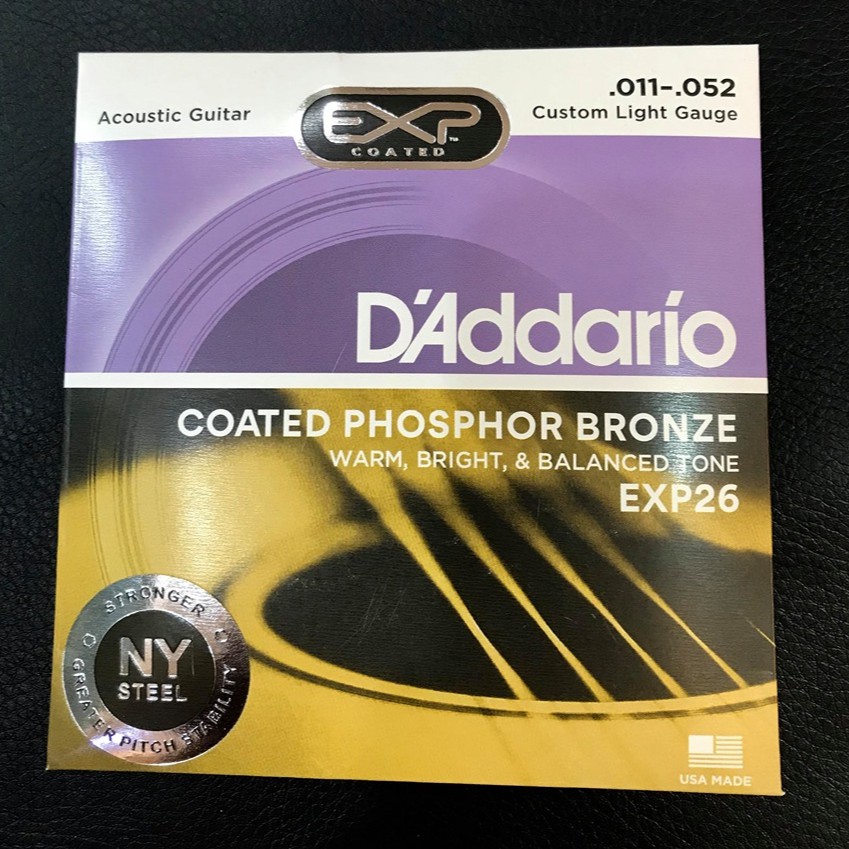 Acoustic Guitar
EXP™
COATED
.011–.052
Custom Light Gauge
D'Addario
COATED PHOSPHOR BRONZE
WARM, BRIGHT, & BALANCED TONE
EXP26
STRONGER
NY
STEEL
GREATER PITCH STABILITY
USA MADE